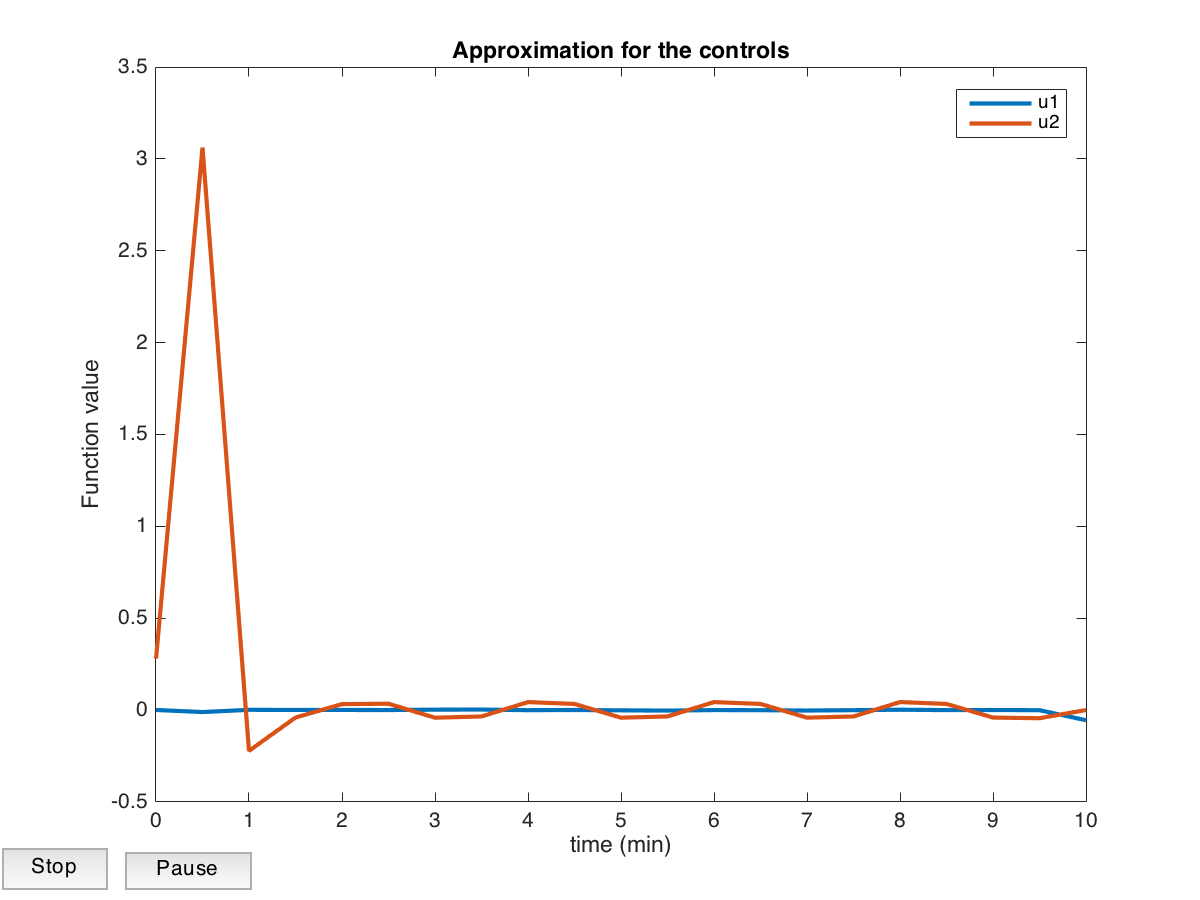 Approximation for the controls
3.5
3
2.5
2
1.5
1
0.5
0
-0.5
Function value
u1
u2
0 1 2 3 4 5 6 7 8 9 10
time (min)
Stop Pause